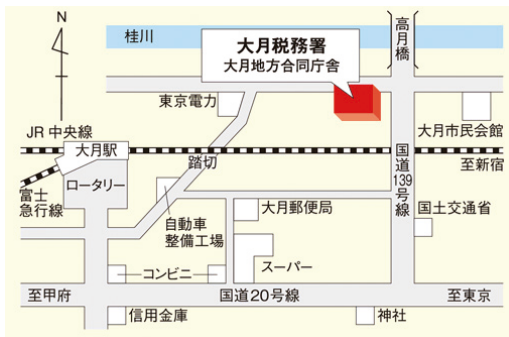 N
桂川
高月橋
大月税務署
大月地方合同庁舎
東京電力
大月市民会館
JR中央線
大月駅
踏切
国道139号線
至新宿
富士
急行線
ロータリー
自動車
整備工場
大月郵便局
国土交通省
コンビニ
スーパー
至甲府
国道20号線
至東京
信用金庫
神社